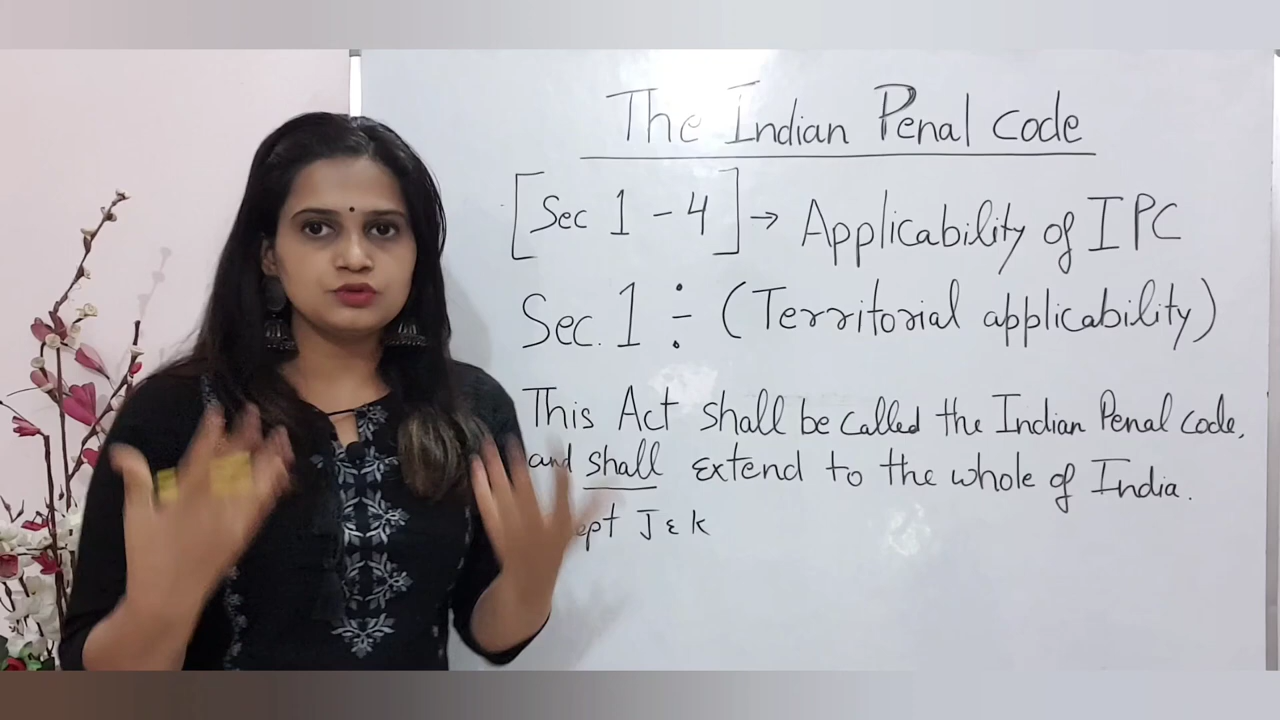 The Indian Penal Code
[Sec 1 - 4] → Applicability of IPC
Sec. 1 ÷ (Territorial applicability)
This Act shall be called the Indian Penal code,
and shall extend to the whole of India.
J & K